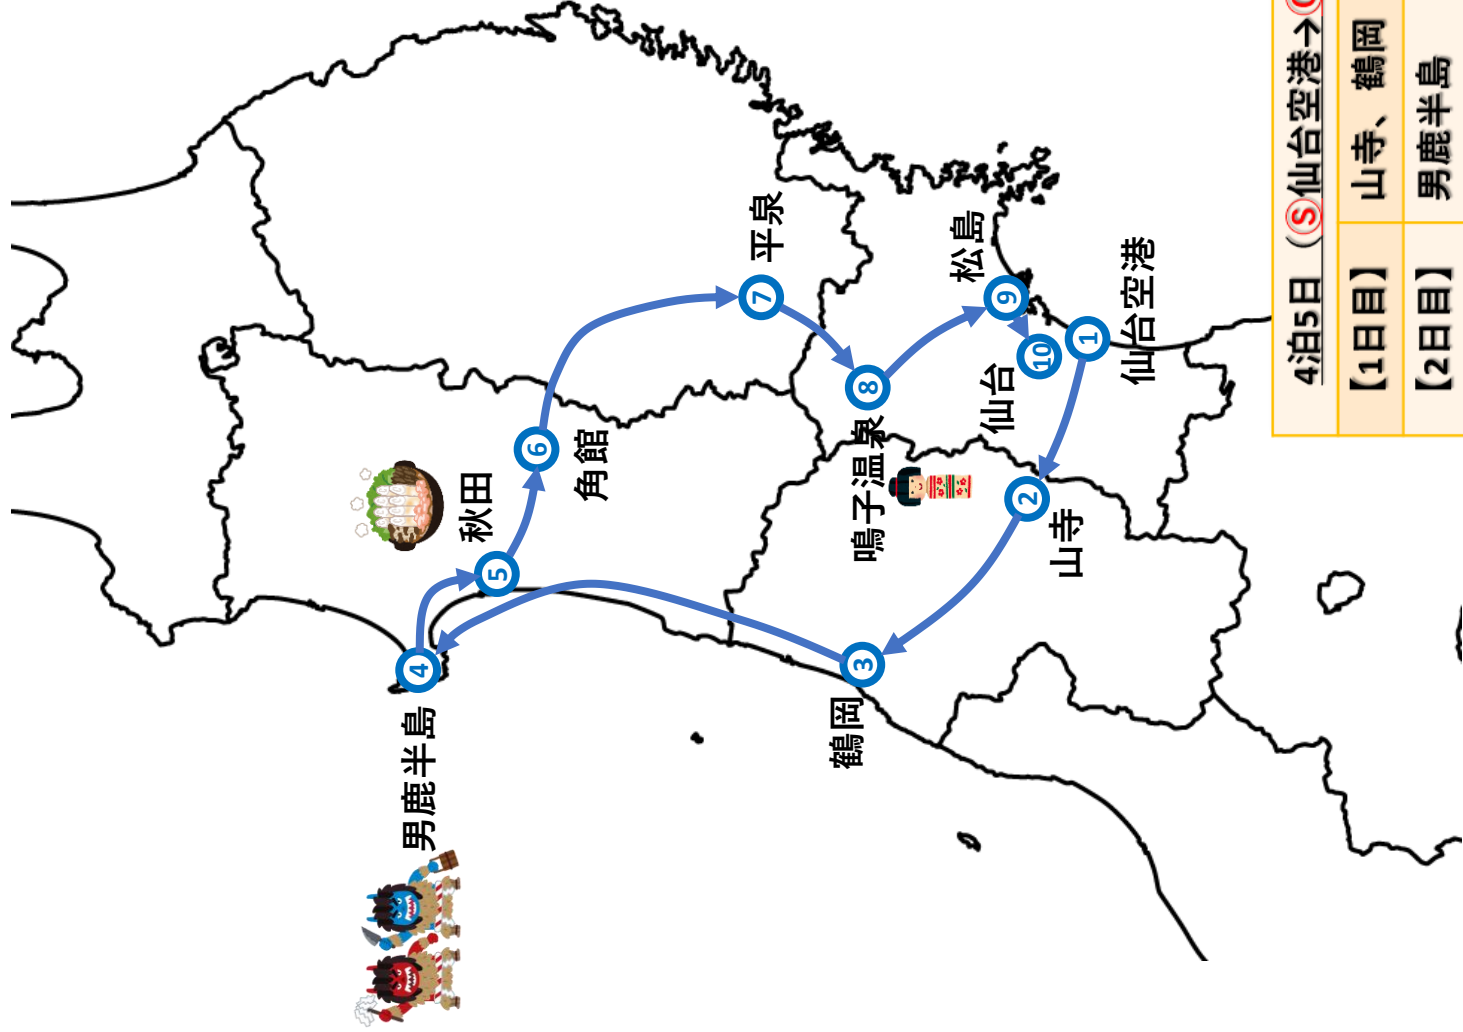 平泉
松島
仙台空港
仙台
角館
秋田
鳴子温泉
山寺
鶴岡
男鹿半島
1
2
3
4
5
6
7
8
9
10
4泊5日（Ⓢ仙台空港→
【1日目】 山寺、鶴岡
【2日目】 男鹿半島